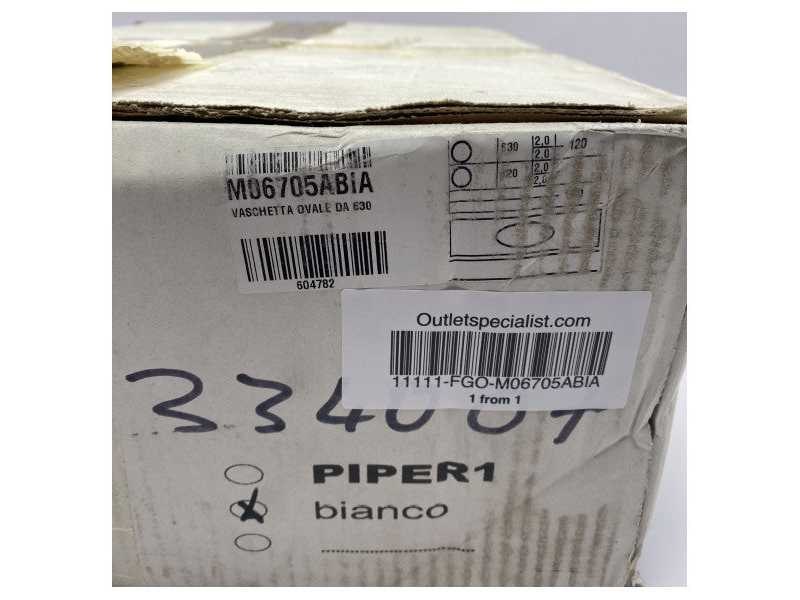 M06705ABIA
VASCHETTA OVALE DA 630
604782
630 2,0 120
2,0
2,0
2,0
Outletspecialist.com
11111-FGO-M06705ABIA
1 from 1
PIPER1
bianco